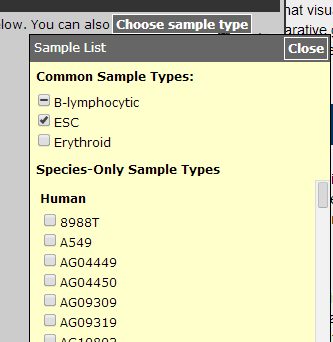 low. You can also Choose sample type
hat visu
Sample List Close
arative
Common Sample Types:
B-lymphocytic
ESC
Erythroid
Species-Only Sample Types
Human
8988T
A549
AG04449
AG04450
AG09309
AG09319